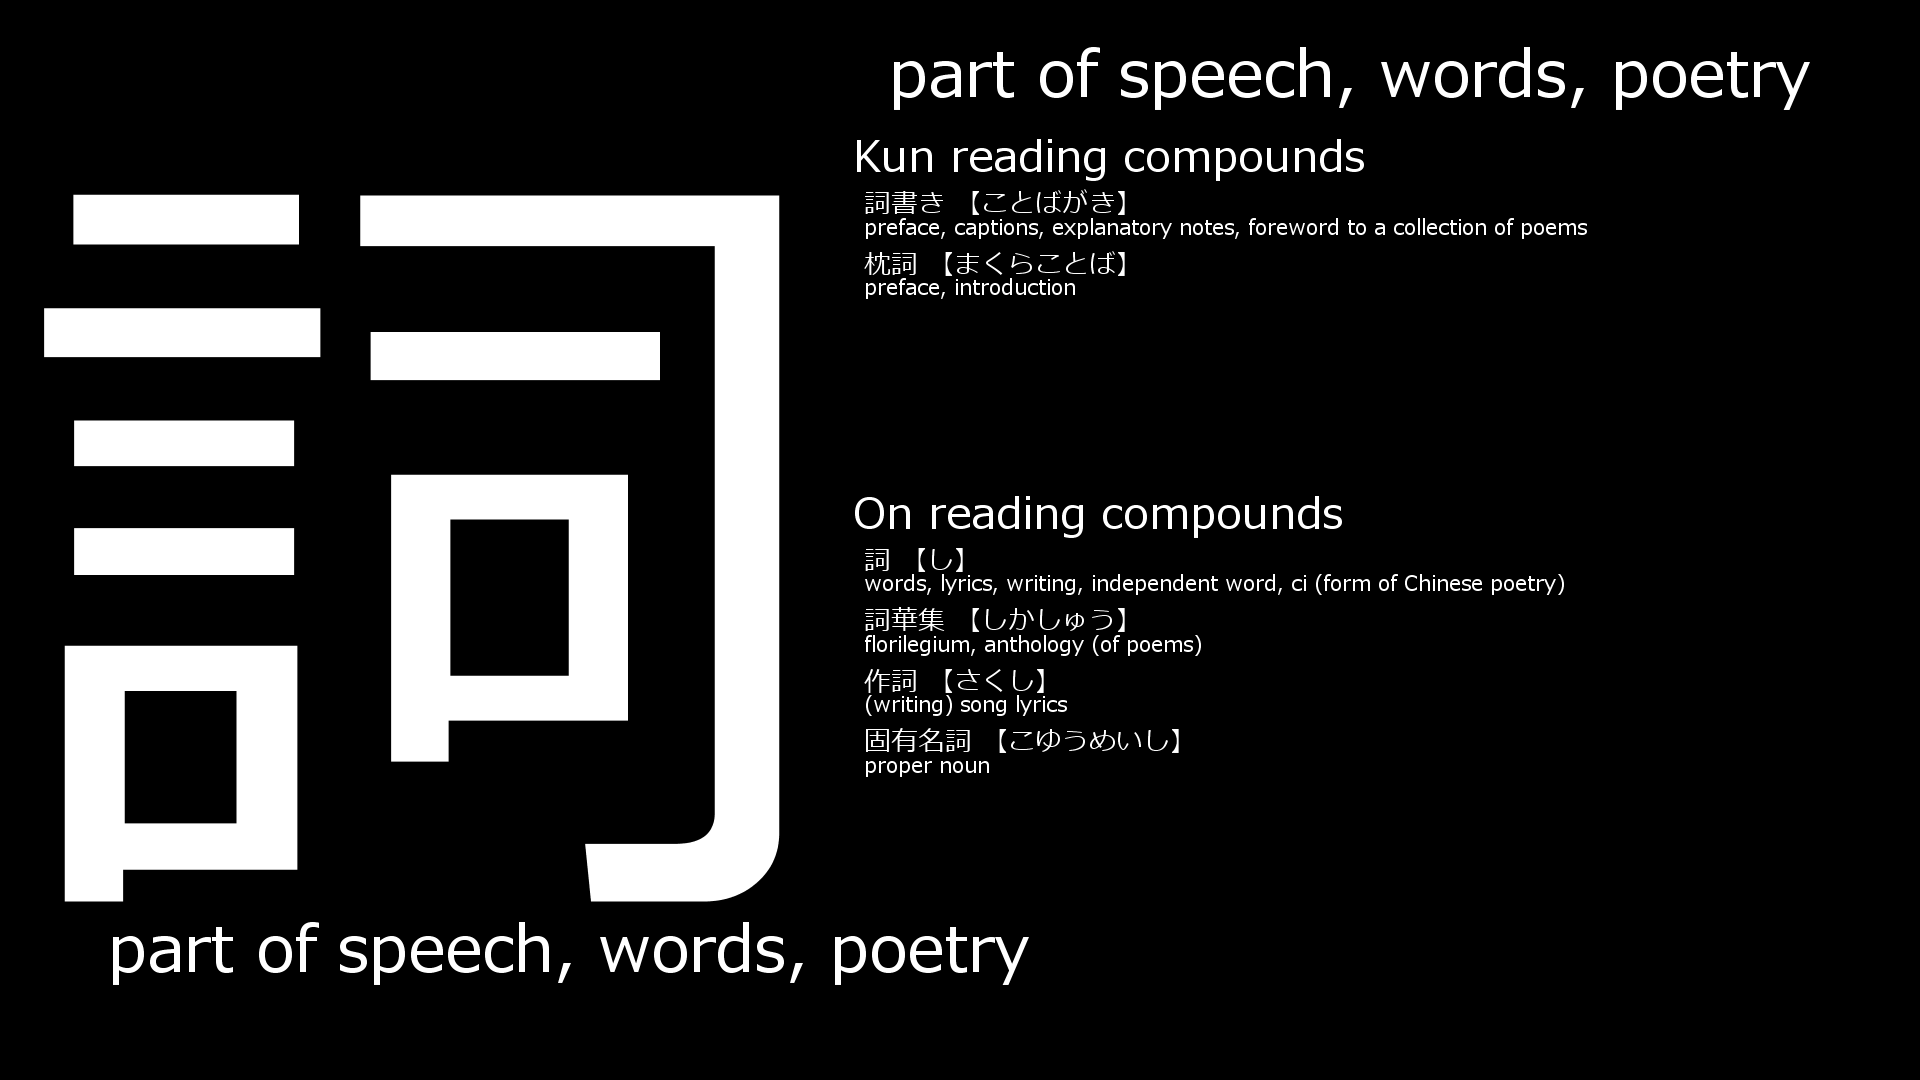 詞
part of speech, words, poetry
part of speech, words, poetry
Kun reading compounds
詞書き 【ことばがき】
preface, captions, explanatory notes, foreword to a collection of poems
枕詞 【まくらことば】
preface, introduction
On reading compounds
詞 【し】
words, lyrics, writing, independent word, ci (form of Chinese poetry)
詞華集 【しかしゅう】
florilegium, anthology (of poems)
作詞 【さくし】
(writing) song lyrics
固有名詞 【こゆうめいし】
proper noun